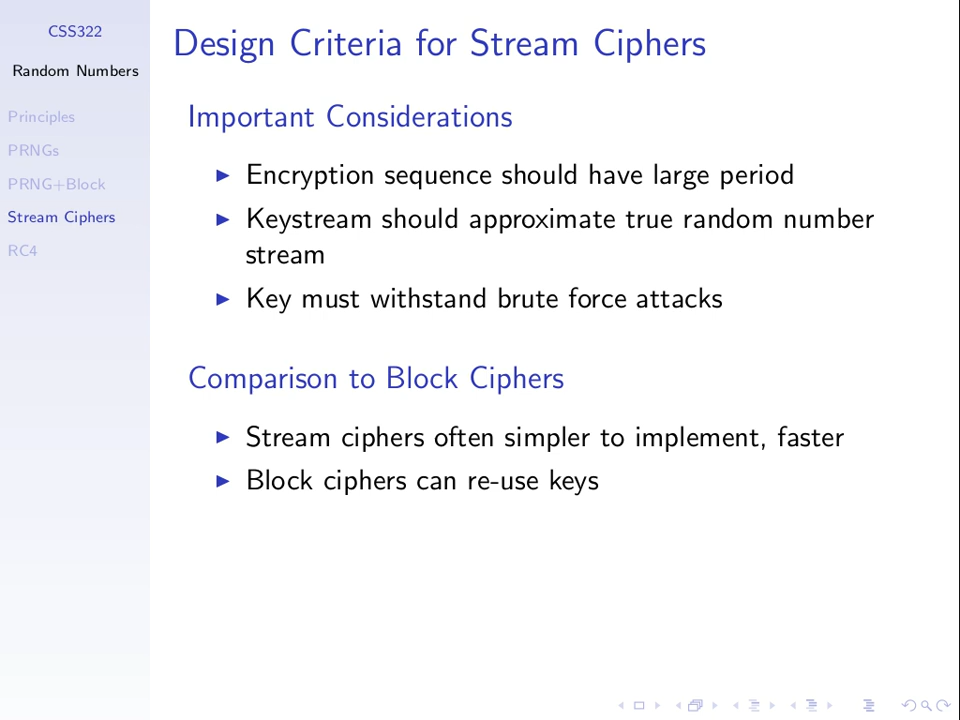 CSS322
Random Numbers
Principles
PRNGs
PRNG+Block
Stream Ciphers
RC4
Design Criteria for Stream Ciphers
Important Considerations
Encryption sequence should have large period
Keystream should approximate true random number
stream
Key must withstand brute force attacks
Comparison to Block Ciphers
Stream ciphers often simpler to implement, faster
Block ciphers can re-use keys